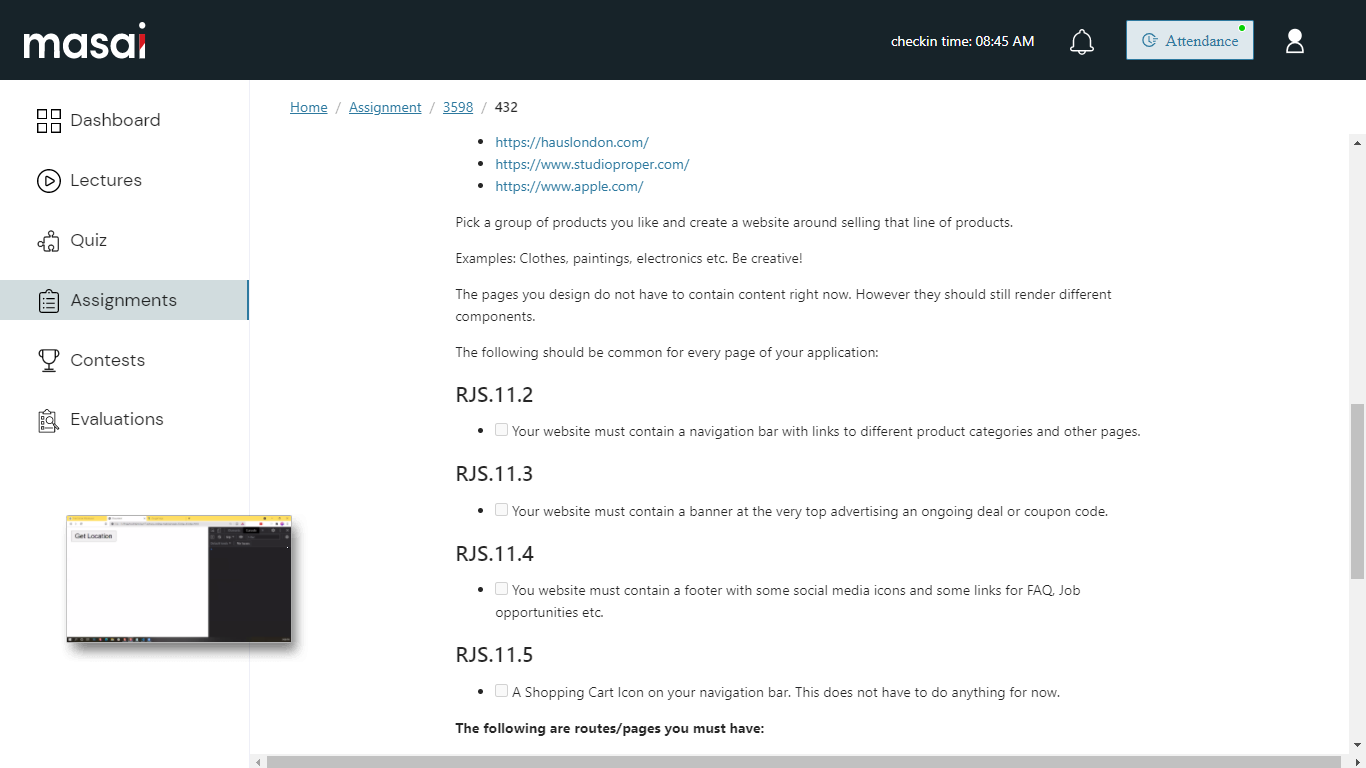 masai
checkin time: 08:45 AM
Attendance
Dashboard
Lectures
Quiz
Assignments
Contests
Evaluations
Home / Assignment / 3598 / 432
https://hauslondon.com/
https://www.studioproper.com/
https://www.apple.com/
Pick a group of products you like and create a website around selling that line of products.
Examples: Clothes, paintings, electronics etc. Be creative!
The pages you design do not have to contain content right now. However they should still render different
components.
The following should be common for every page of your application:
RJS.11.2
Your website must contain a navigation bar with links to different product categories and other pages.
RJS.11.3
Your website must contain a banner at the very top advertising an ongoing deal or coupon code.
RJS.11.4
You website must contain a footer with some social media icons and some links for FAQ, Job
opportunities etc.
RJS.11.5
A Shopping Cart Icon on your navigation bar. This does not have to do anything for now.
The following are routes/pages you must have:
Get Location